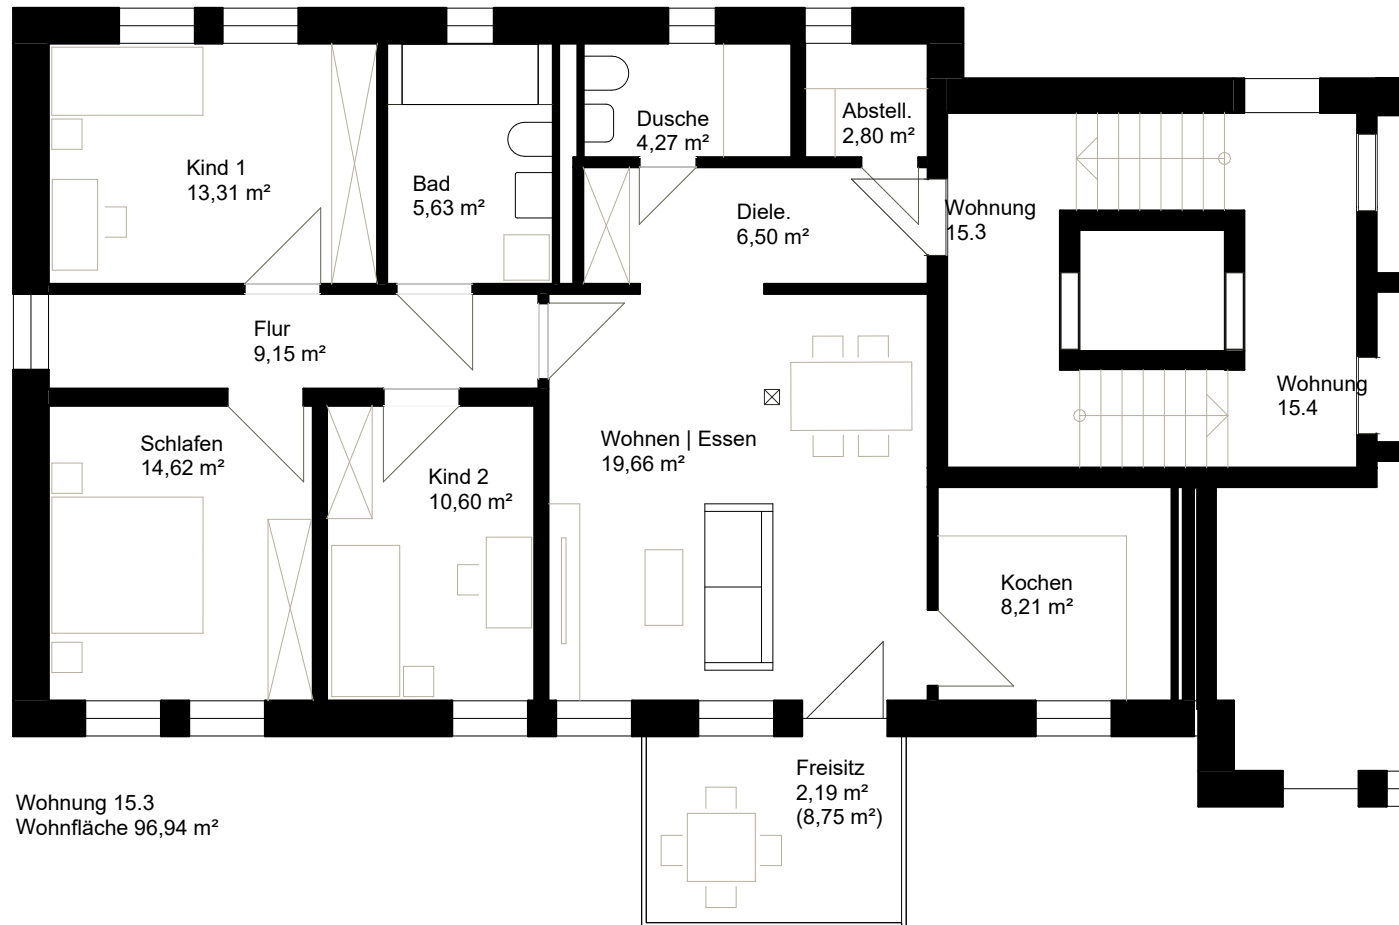 Kind 1
13,31 m²
Bad
5,63 m²
Dusche
4,27 m²
Abstell.
2,80 m²
Diele.
6,50 m²
Wohnung
15.3
Flur
9,15 m²
Wohnung
15.4
Schlafen
14,62 m²
Kind 2
10,60 m²
Wohnen | Essen
19,66 m²
Kochen
8,21 m²
Freisitz
2,19 m²
(8,75 m²)
Wohnung 15.3
Wohnfläche 96,94 m²